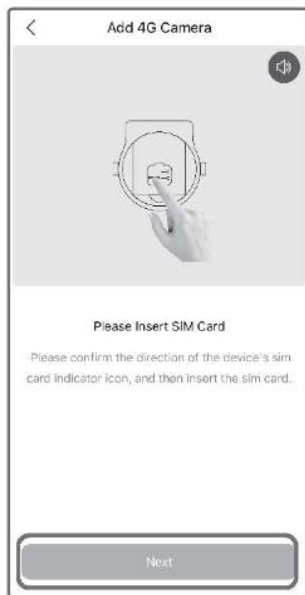 Add 4G Camera
Please Insert SIM Card
Please confirm the direction of the device's sim
card indicator icon, and then insert the sim card.
Next